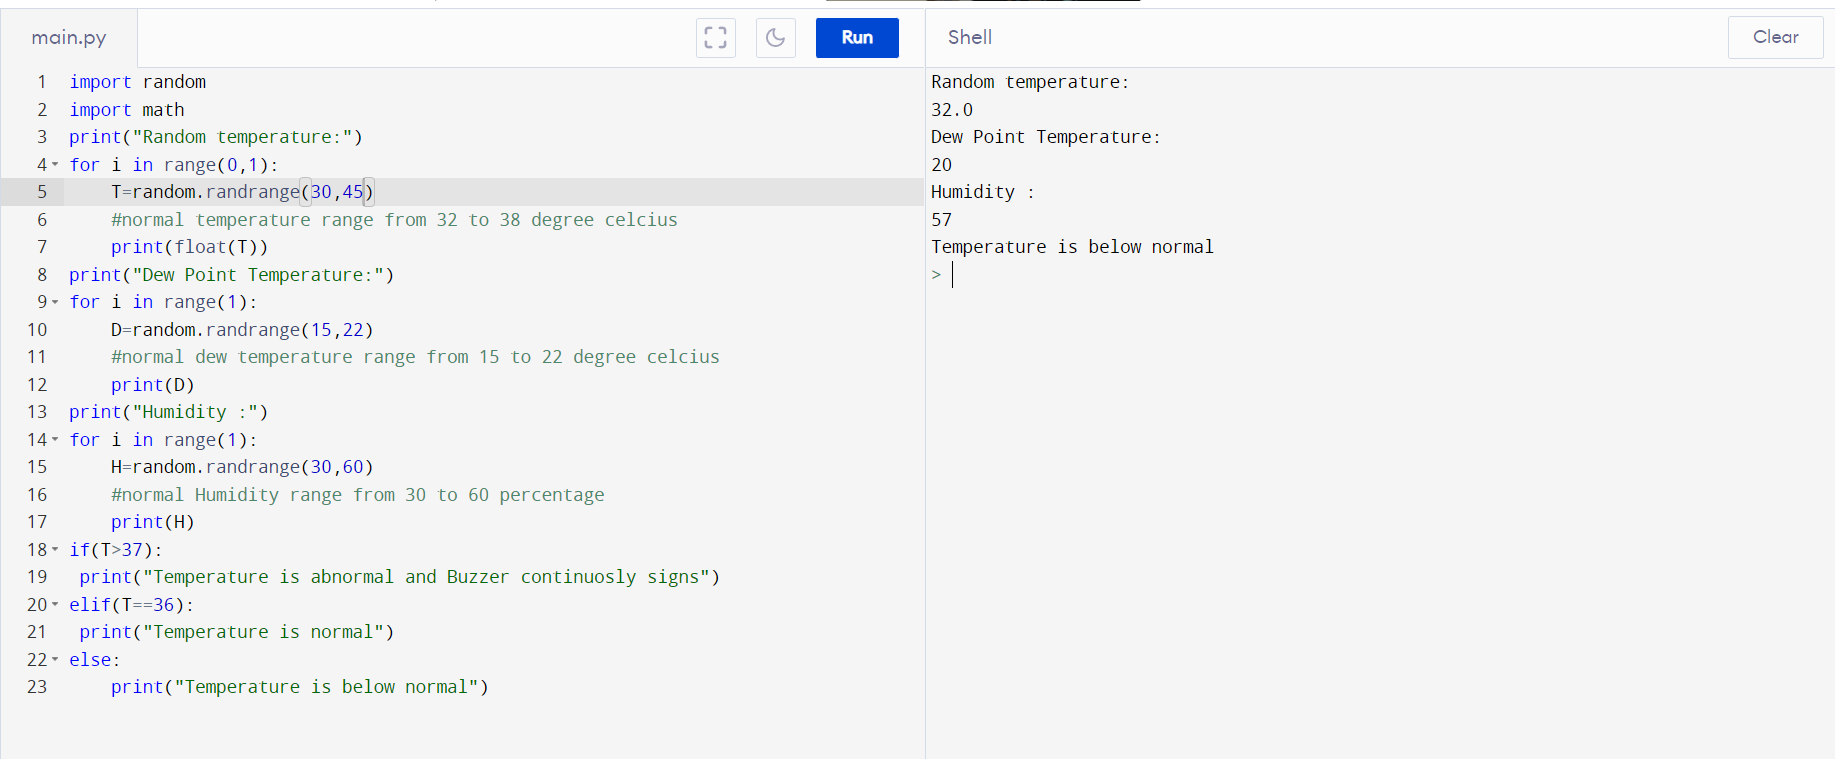 main.py
Run
1 import random
2 import math
3 print("Random temperature:")
4 for i in range(0,1):
5     T=random.randrange(30,45)
6     #normal temperature range from 32 to 38 degree celcius
7     print(float(T))
8 print("Dew Point Temperature:")
9 for i in range(1):
10     D=random.randrange(15,22)
11     #normal dew temperature range from 15 to 22 degree celcius
12     print(D)
13 print("Humidity :")
14 for i in range(1):
15     H=random.randrange(30,60)
16     #normal Humidity range from 30 to 60 percentage
17     print(H)
18 if(T>37):
19  print("Temperature is abnormal and Buzzer continuosly signs")
20 elif(T==36):
21  print("Temperature is normal")
22 else:
23     print("Temperature is below normal")
Shell
Clear
Random temperature:
32.0
Dew Point Temperature:
20
Humidity :
57
Temperature is below normal
>